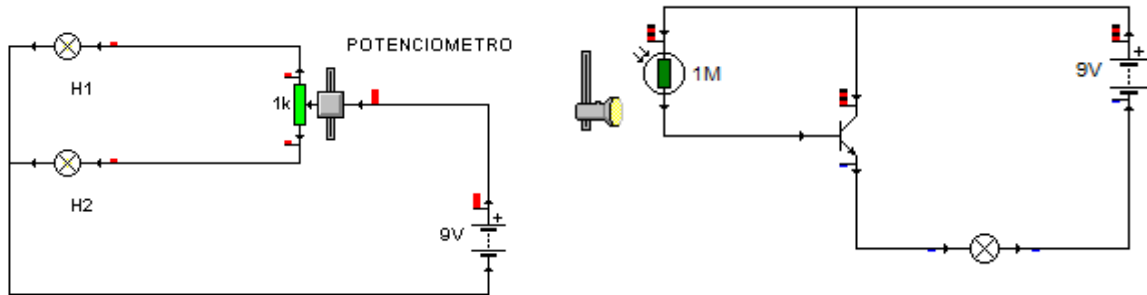 POTENCIOMETRO
H1
1k
H2
9V
+
1M
9V
+